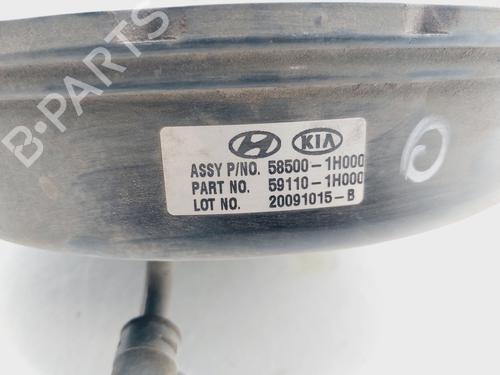 B-PARTS
KIA
ASSY P/NO. 58500-1H000
PART NO. 59110-1H000
LOT NO. 20091015-B